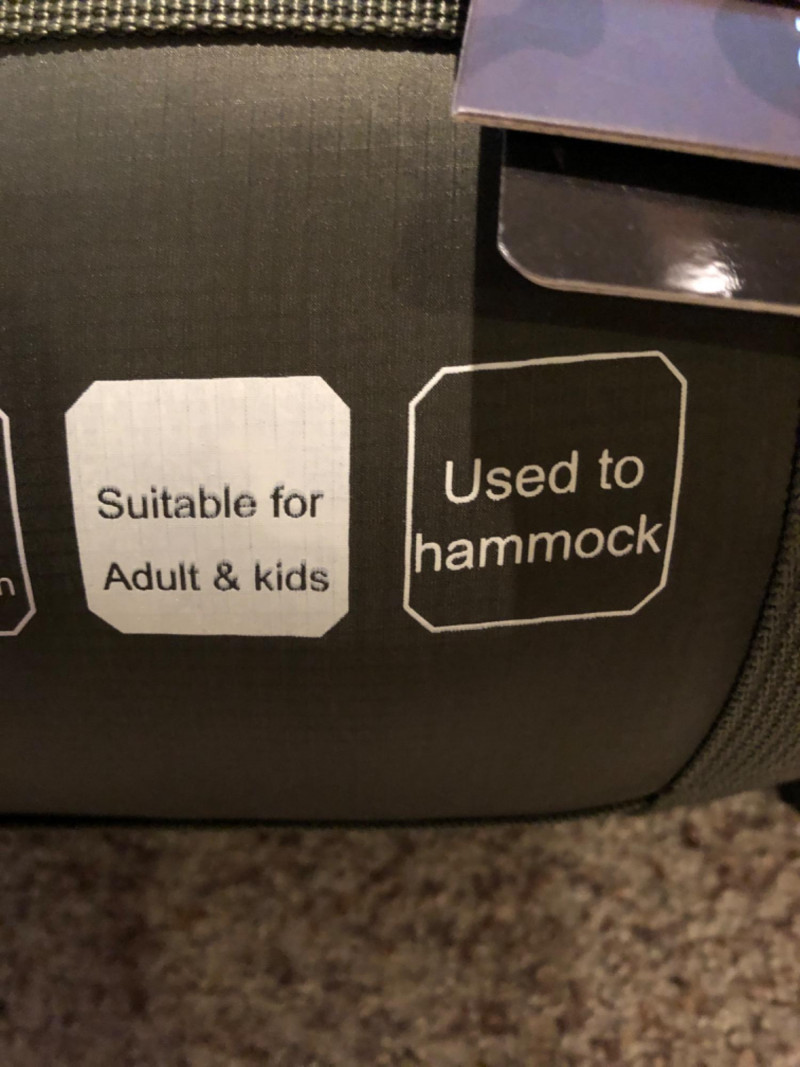 Suitable for
Adult & kids
Used to
hammock